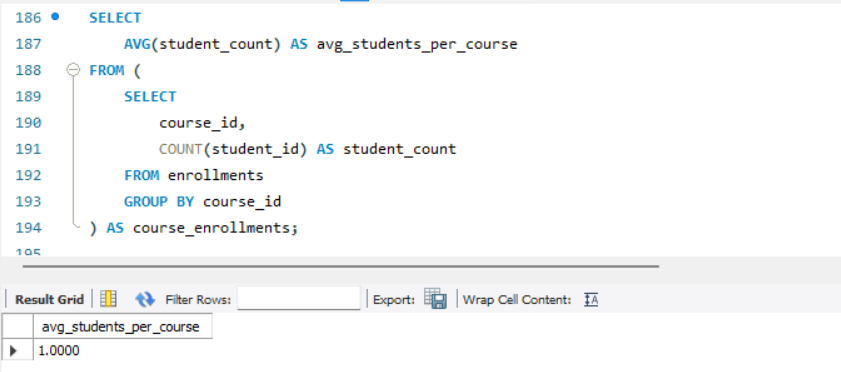 186 SELECT
187 AVG(student_count) AS avg_students_per_course
188 FROM (
189 SELECT
190 course_id,
191 COUNT(student_id) AS student_count
192 FROM enrollments
193 GROUP BY course_id
194 ) AS course_enrollments;
195
Result Grid Filter Rows: Export: Wrap Cell Content: IA
avg_students_per_course
1.0000